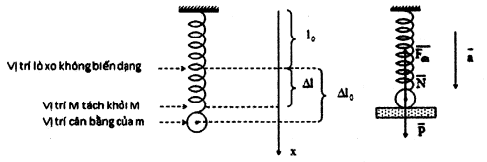 l₀
Vị trí lò xo không biến dạng
Δl
Δl₀
Vị trí M tách khỏi M
Vị trí cân bằng của m
x
F⃗đh
N⃗
P⃗
a⃗